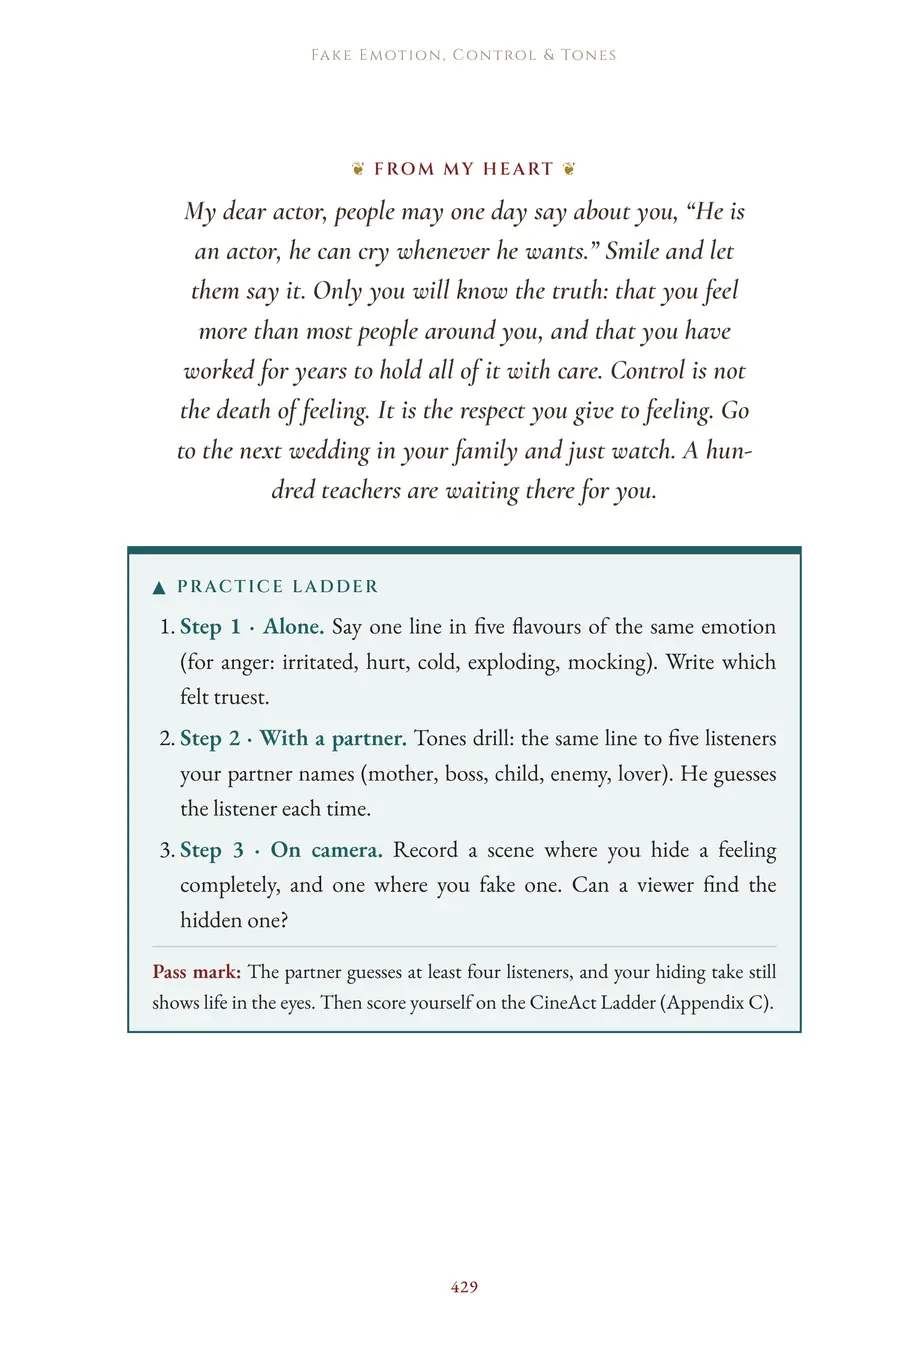 Fake Emotion, Control & Tones
❦ FROM MY HEART ❦
My dear actor, people may one day say about you, “He is
an actor, he can cry whenever he wants.” Smile and let
them say it. Only you will know the truth: that you feel
more than most people around you, and that you have
worked for years to hold all of it with care. Control is not
the death of feeling. It is the respect you give to feeling. Go
to the next wedding in your family and just watch. A hun-
dred teachers are waiting there for you.
▲ PRACTICE LADDER
1. Step 1 · Alone. Say one line in five flavours of the same emotion
(for anger: irritated, hurt, cold, exploding, mocking). Write which
felt truest.
2. Step 2 · With a partner. Tones drill: the same line to five listeners
your partner names (mother, boss, child, enemy, lover). He guesses
the listener each time.
3. Step 3 · On camera. Record a scene where you hide a feeling
completely, and one where you fake one. Can a viewer find the
hidden one?
Pass mark: The partner guesses at least four listeners, and your hiding take still
shows life in the eyes. Then score yourself on the CineAct Ladder (Appendix C).
429